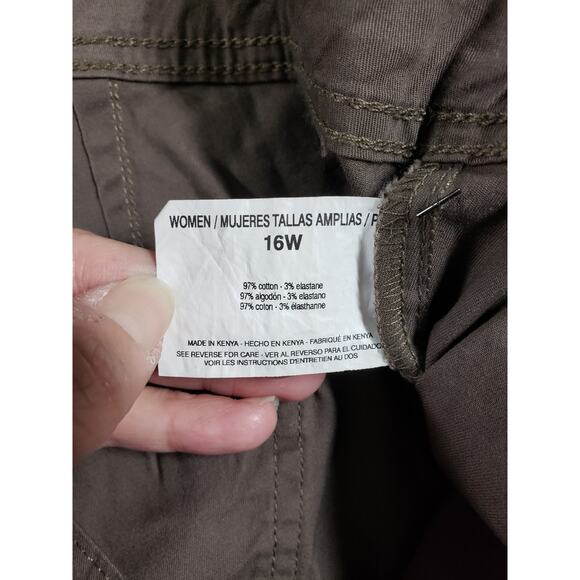 WOMEN / MUJERES TALLAS AMPLIAS /
16W
97% cotton - 3% elastane
97% algodón - 3% elastano
97% coton - 3% élasthanne
MADE IN KENYA - HECHO EN KENYA - FABRIQUÉ EN KENYA
SEE REVERSE FOR CARE - VER AL REVERSO PARA EL CUIDADO
VOIR LES INSTRUCTIONS D'ENTRETIEN AU DOS